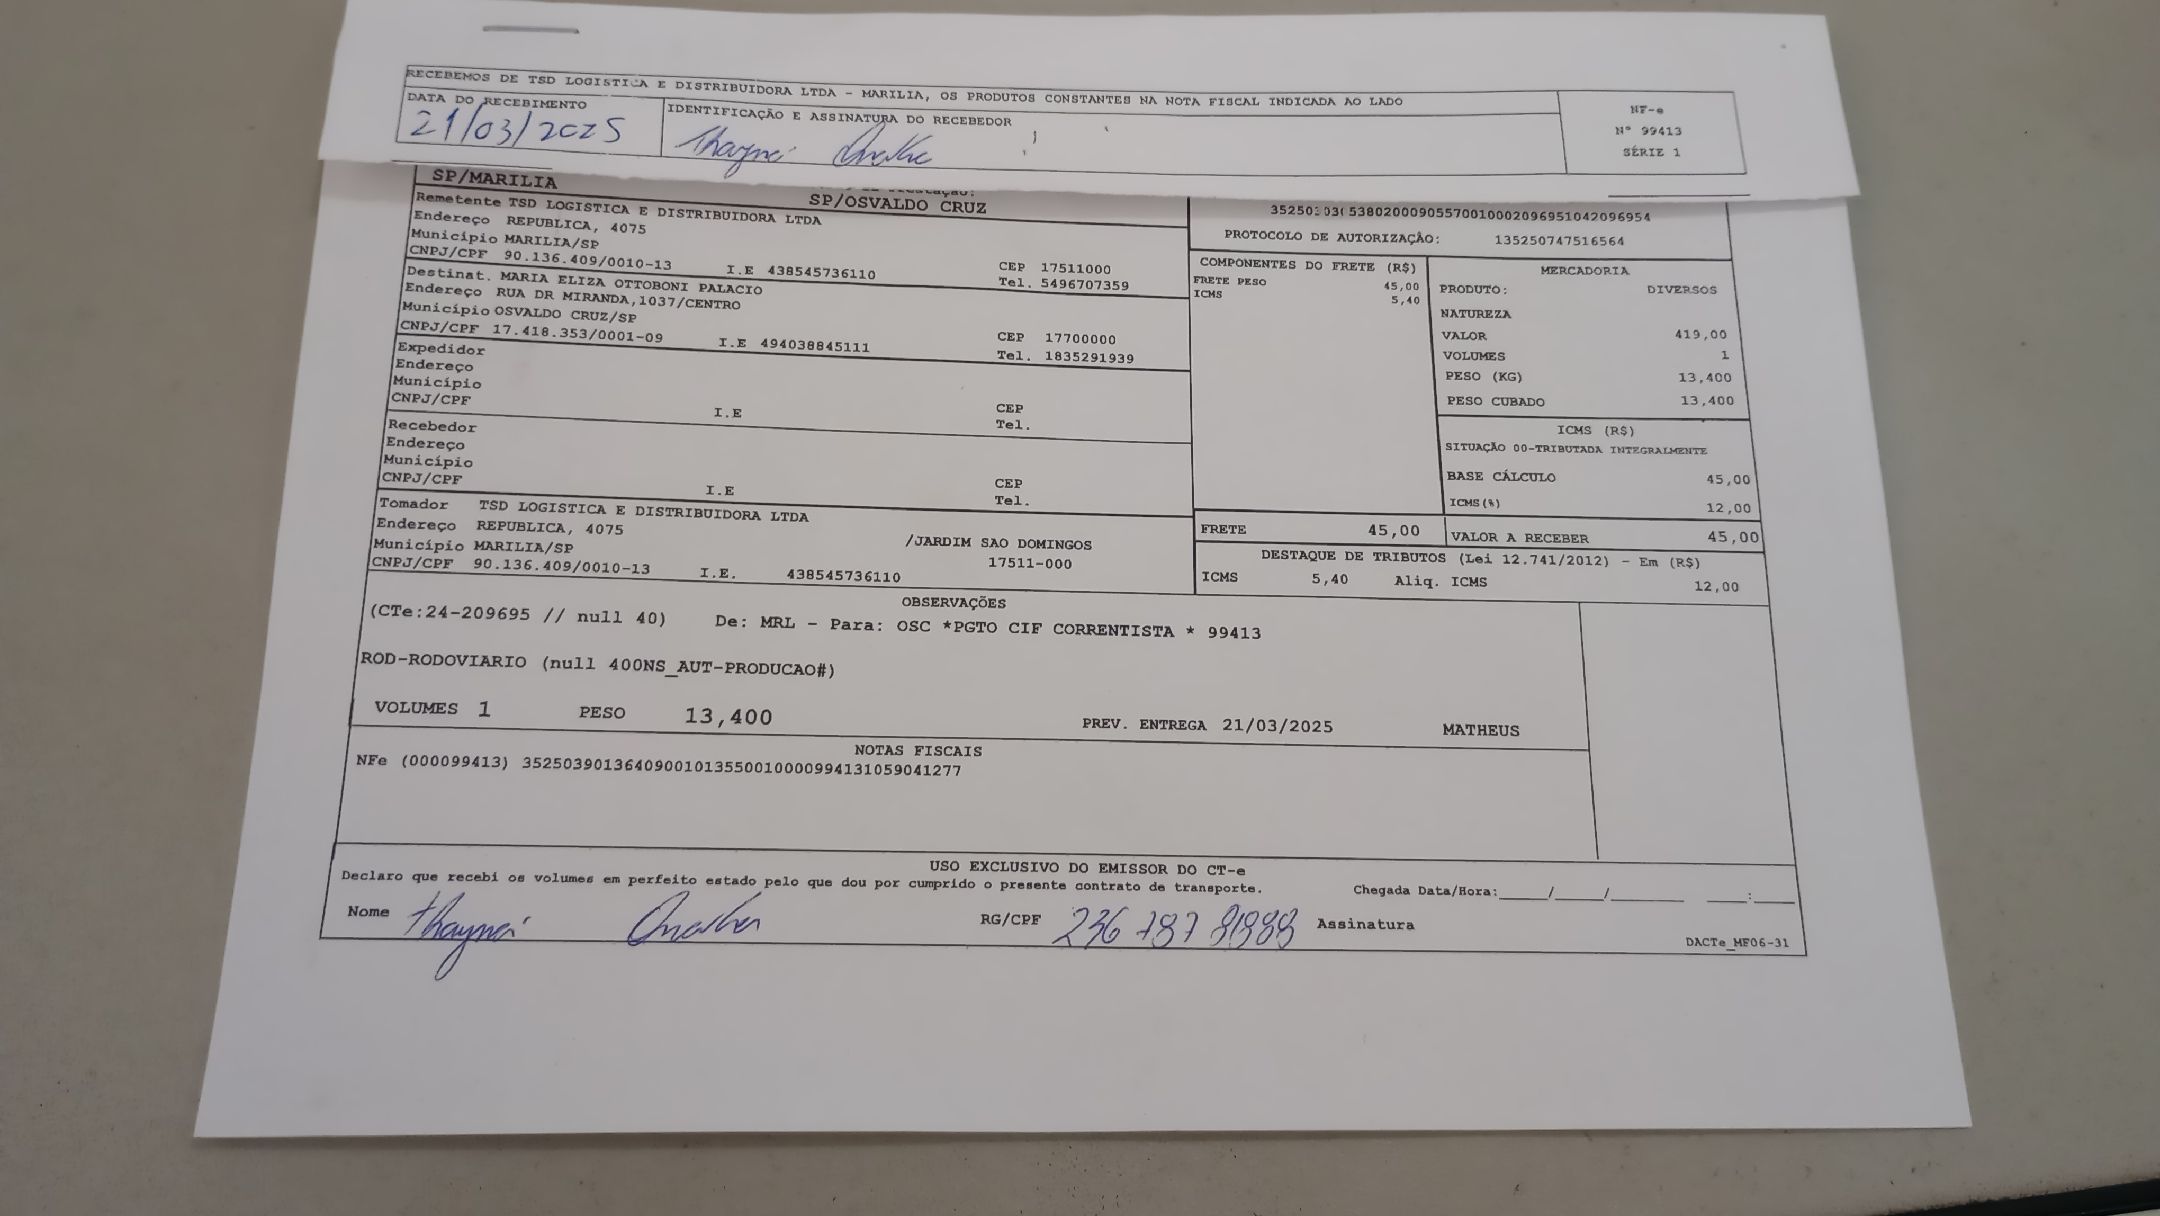 RECEBEMOS DE TSD LOGISTICA E DISTRIBUIDORA LTDA - MARILIA, OS PRODUTOS CONSTANTES NA NOTA FISCAL INDICADA AO LADO
DATA DO RECEBIMENTO
21/03/2025
IDENTIFICAÇÃO E ASSINATURA DO RECEBEDOR
NF-e
N° 99413
SÉRIE 1
SP/MARILIA
SP/OSVALDO CRUZ
Remetente TSD LOGISTICA E DISTRIBUIDORA LTDA
Endereço REPUBLICA, 4075
Município MARILIA/SP
CNPJ/CPF 90.136.409/0010-13 I.E 438545736110
CEP 17511000
Tel. 5496707359
Destinat. MARIA ELIZA OTTOBONI PALACIO
Endereço RUA DR MIRANDA,1037/CENTRO
Município OSVALDO CRUZ/SP
CNPJ/CPF 17.418.353/0001-09 I.E 494038845111
CEP 17700000
Tel. 1835291939
Expedidor
Endereço
Município
CNPJ/CPF I.E
CEP
Tel.
Recebedor
Endereço
Município
CNPJ/CPF I.E
CEP
Tel.
Tomador TSD LOGISTICA E DISTRIBUIDORA LTDA
Endereço REPUBLICA, 4075 /JARDIM SAO DOMINGOS
Município MARILIA/SP 17511-000
CNPJ/CPF 90.136.409/0010-13 I.E. 438545736110
PROTOCOLO DE AUTORIZAÇÃO: 135250747516564
COMPONENTES DO FRETE (R$)
FRETE PESO 45,00
ICMS 5,40
MERCADORIA
PRODUTO: DIVERSOS
NATUREZA
VALOR 419,00
VOLUMES 1
PESO (KG) 13,400
PESO CUBADO 13,400
ICMS (R$)
SITUAÇÃO 00-TRIBUTADA INTEGRALMENTE
BASE CÁLCULO 45,00
ICMS(%) 12,00
FRETE 45,00
VALOR A RECEBER 45,00
DESTAQUE DE TRIBUTOS (Lei 12.741/2012) - Em (R$)
ICMS 5,40 Aliq. ICMS 12,00
OBSERVAÇÕES
(CTe:24-209695 // null 40) De: MRL - Para: OSC *PGTO CIF CORRENTISTA * 99413
ROD-RODOVIARIO (null 400NS_AUT-PRODUCAO#)
VOLUMES 1 PESO 13,400 PREV. ENTREGA 21/03/2025 MATHEUS
NOTAS FISCAIS
NFe (000099413) 35250390136409001013550010000994131059041277
USO EXCLUSIVO DO EMISSOR DO CT-e
Declaro que recebi os volumes em perfeito estado pelo que dou por cumprido o presente contrato de transporte. Chegada Data/Hora:____/____/______ ____:____
Nome RG/CPF Assinatura
DACTe_MF06-31